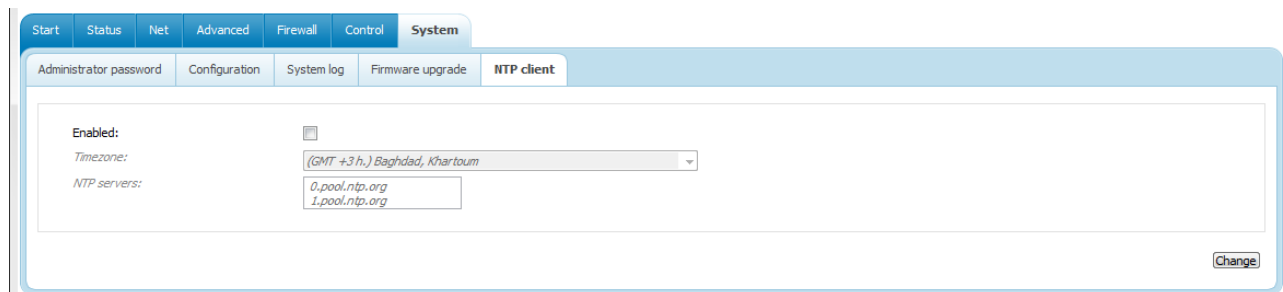 Start Status Net Advanced Firewall Control System
Administrator password Configuration System log Firmware upgrade NTP client
Enabled:
Timezone: (GMT +3 h.) Baghdad, Khartoum
NTP servers: 0.pool.ntp.org
1.pool.ntp.org
Change